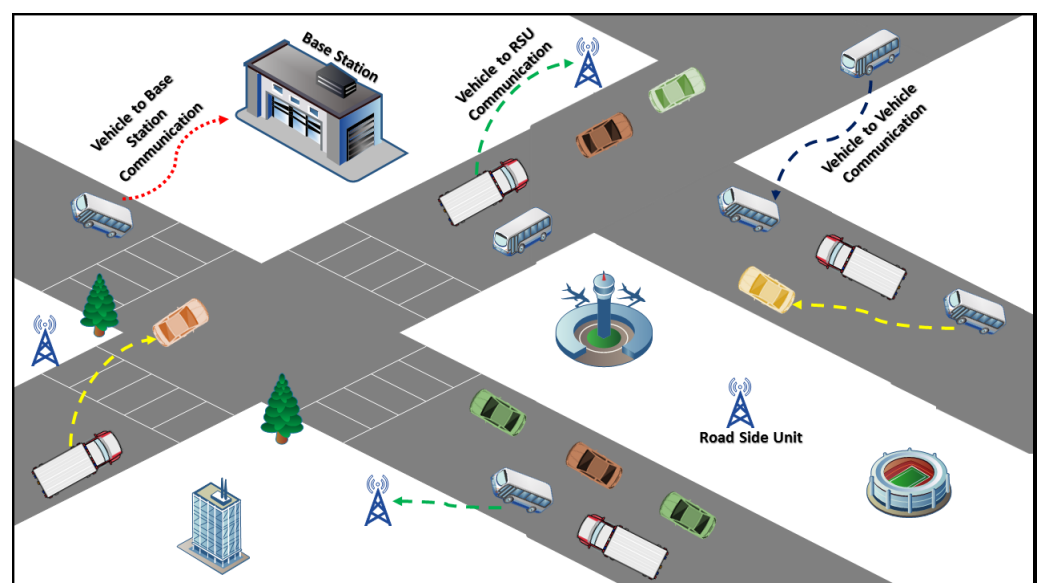 Base Station
Vehicle to Base
Station
Communication
Vehicle to RSU
Communication
Vehicle to Vehicle
Communication
Road Side Unit